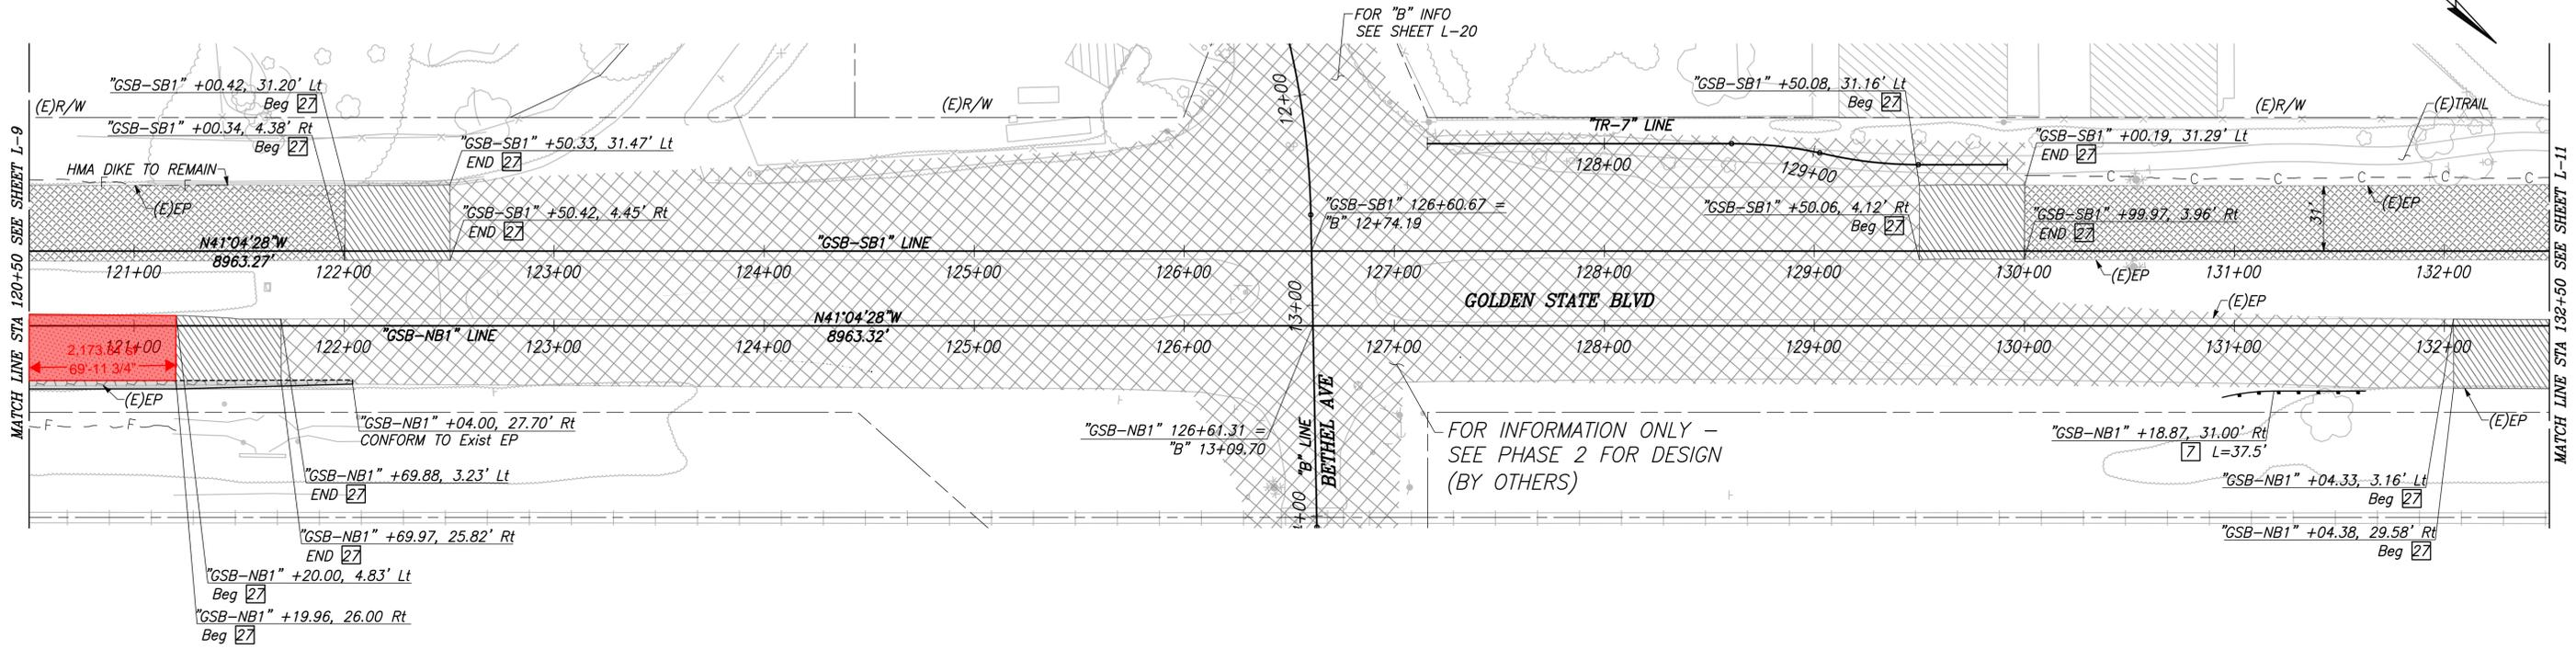 FOR "B" INFO
SEE SHEET L-20
"GSB-SB1" +00.42, 31.20' Lt
Beg 27
"GSB-SB1" +50.08, 31.16' Lt
Beg 27
(E)R/W
(E)R/W
(E)R/W
(E)TRAIL
12+00
"GSB-SB1" +00.34, 4.38' Rt
Beg 27
"TR-7" LINE
128+00
129+00
"GSB-SB1" +50.33, 31.47' Lt
END 27
"GSB-SB1" +00.19, 31.29' Lt
END 27
HMA DIKE TO REMAIN
F
F
C
C
C
C
C
C
(E)EP
(E)EP
31'
"GSB-SB1" +50.42, 4.45' Rt
END 27
"GSB-SB1" 126+60.67 =
"B" 12+74.19
"GSB-SB1" +50.06, 4.12' Rt
Beg 27
"GSB-SB1" +99.97, 3.96' Rt
END 27
N41°04'28"W
8963.27'
"GSB-SB1" LINE
121+00
122+00
123+00
124+00
125+00
126+00
127+00
128+00
129+00
130+00
131+00
132+00
(E)EP
13+00
GOLDEN STATE BLVD
(E)EP
N41°04'28"W
8963.32'
"GSB-NB1" LINE
121+00
122+00
123+00
124+00
125+00
126+00
127+00
128+00
129+00
130+00
131+00
132+00
69'-11 3/4"
(E)EP
(E)EP
MATCH LINE STA 120+50 SEE SHEET L-9
MATCH LINE STA 132+50 SEE SHEET L-11
F
F
"GSB-NB1" +04.00, 27.70' Rt
CONFORM TO Exist EP
"GSB-NB1" 126+61.31 =
"B" 13+09.70
"B" LINE
BETHEL AVE
FOR INFORMATION ONLY –
SEE PHASE 2 FOR DESIGN
(BY OTHERS)
"GSB-NB1" +18.87, 31.00' Rt
7 L=37.5'
"GSB-NB1" +69.88, 3.23' Lt
END 27
"GSB-NB1" +04.33, 3.16' Lt
Beg 27
"GSB-NB1" +69.97, 25.82' Rt
END 27
"GSB-NB1" +04.38, 29.58' Rt
Beg 27
"GSB-NB1" +20.00, 4.83' Lt
Beg 27
"GSB-NB1" +19.96, 26.00 Rt
Beg 27